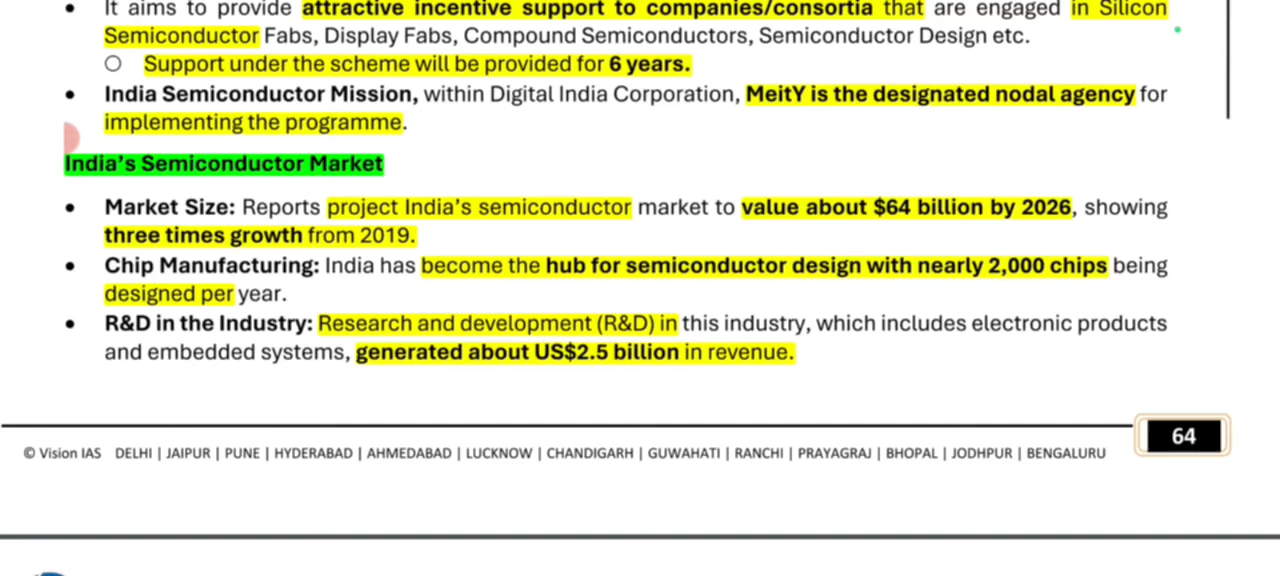 • It aims to provide attractive incentive support to companies/consortia that are engaged in Silicon
Semiconductor Fabs, Display Fabs, Compound Semiconductors, Semiconductor Design etc.
○ Support under the scheme will be provided for 6 years.
• India Semiconductor Mission, within Digital India Corporation, MeitY is the designated nodal agency for
implementing the programme.
India's Semiconductor Market
• Market Size: Reports project India's semiconductor market to value about $64 billion by 2026, showing
three times growth from 2019.
• Chip Manufacturing: India has become the hub for semiconductor design with nearly 2,000 chips being
designed per year.
• R&D in the Industry: Research and development (R&D) in this industry, which includes electronic products
and embedded systems, generated about US$2.5 billion in revenue.
64
© Vision IAS DELHI | JAIPUR | PUNE | HYDERABAD | AHMEDABAD | LUCKNOW | CHANDIGARH | GUWAHATI | RANCHI | PRAYAGRAJ | BHOPAL | JODHPUR | BENGALURU